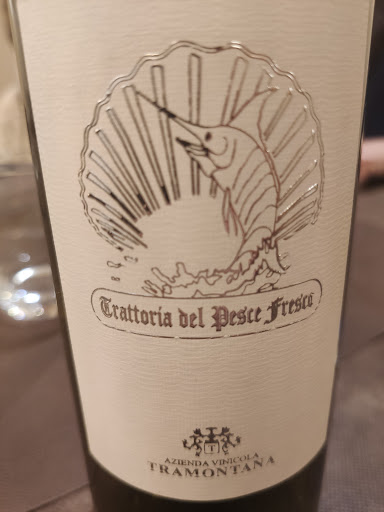 Trattoria del Pesce Fresco
T
AZIENDA VINICOLA
TRAMONTANA